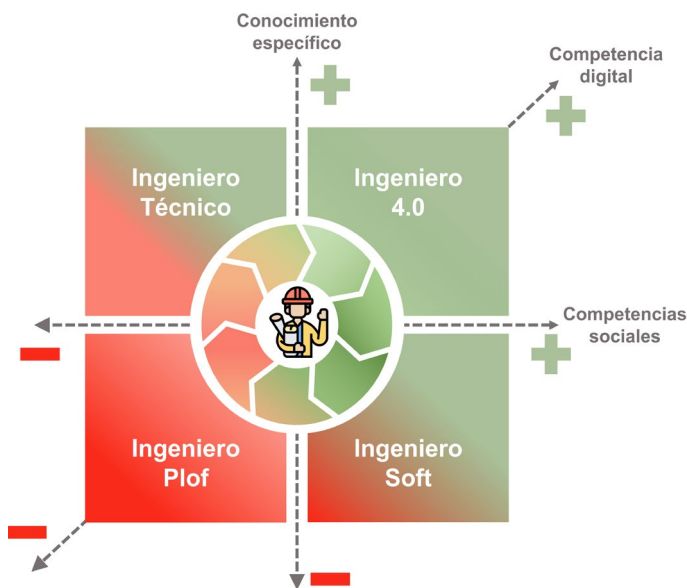 Conocimiento
específico
Competencia
digital
Ingeniero
Técnico
Ingeniero
4.0
Competencias
sociales
Ingeniero
Plof
Ingeniero
Soft